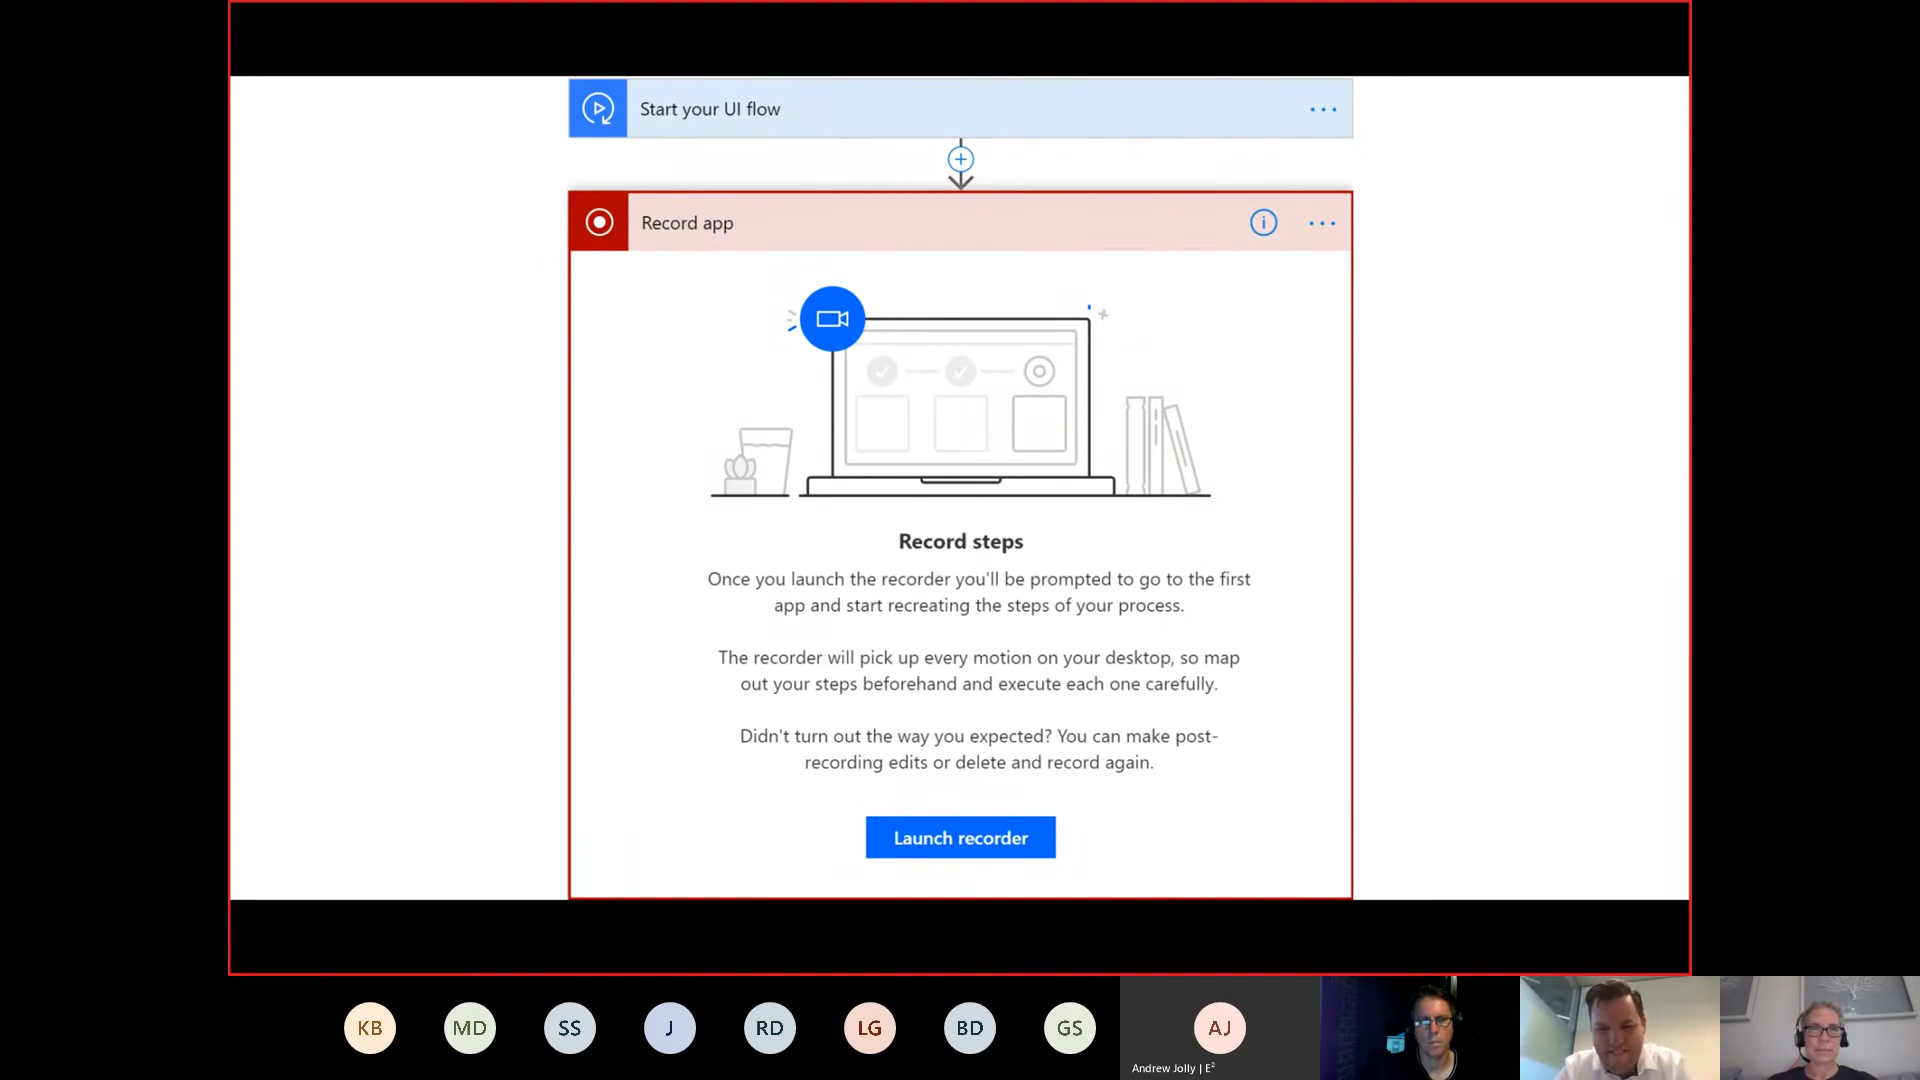 Start your UI flow
Record app
Record steps
Once you launch the recorder you'll be prompted to go to the first
app and start recreating the steps of your process.
The recorder will pick up every motion on your desktop, so map
out your steps beforehand and execute each one carefully.
Didn't turn out the way you expected? You can make post-
recording edits or delete and record again.
Launch recorder
KB
MD
SS
J
RD
LG
BD
GS
AJ
Andrew Jolly | E²